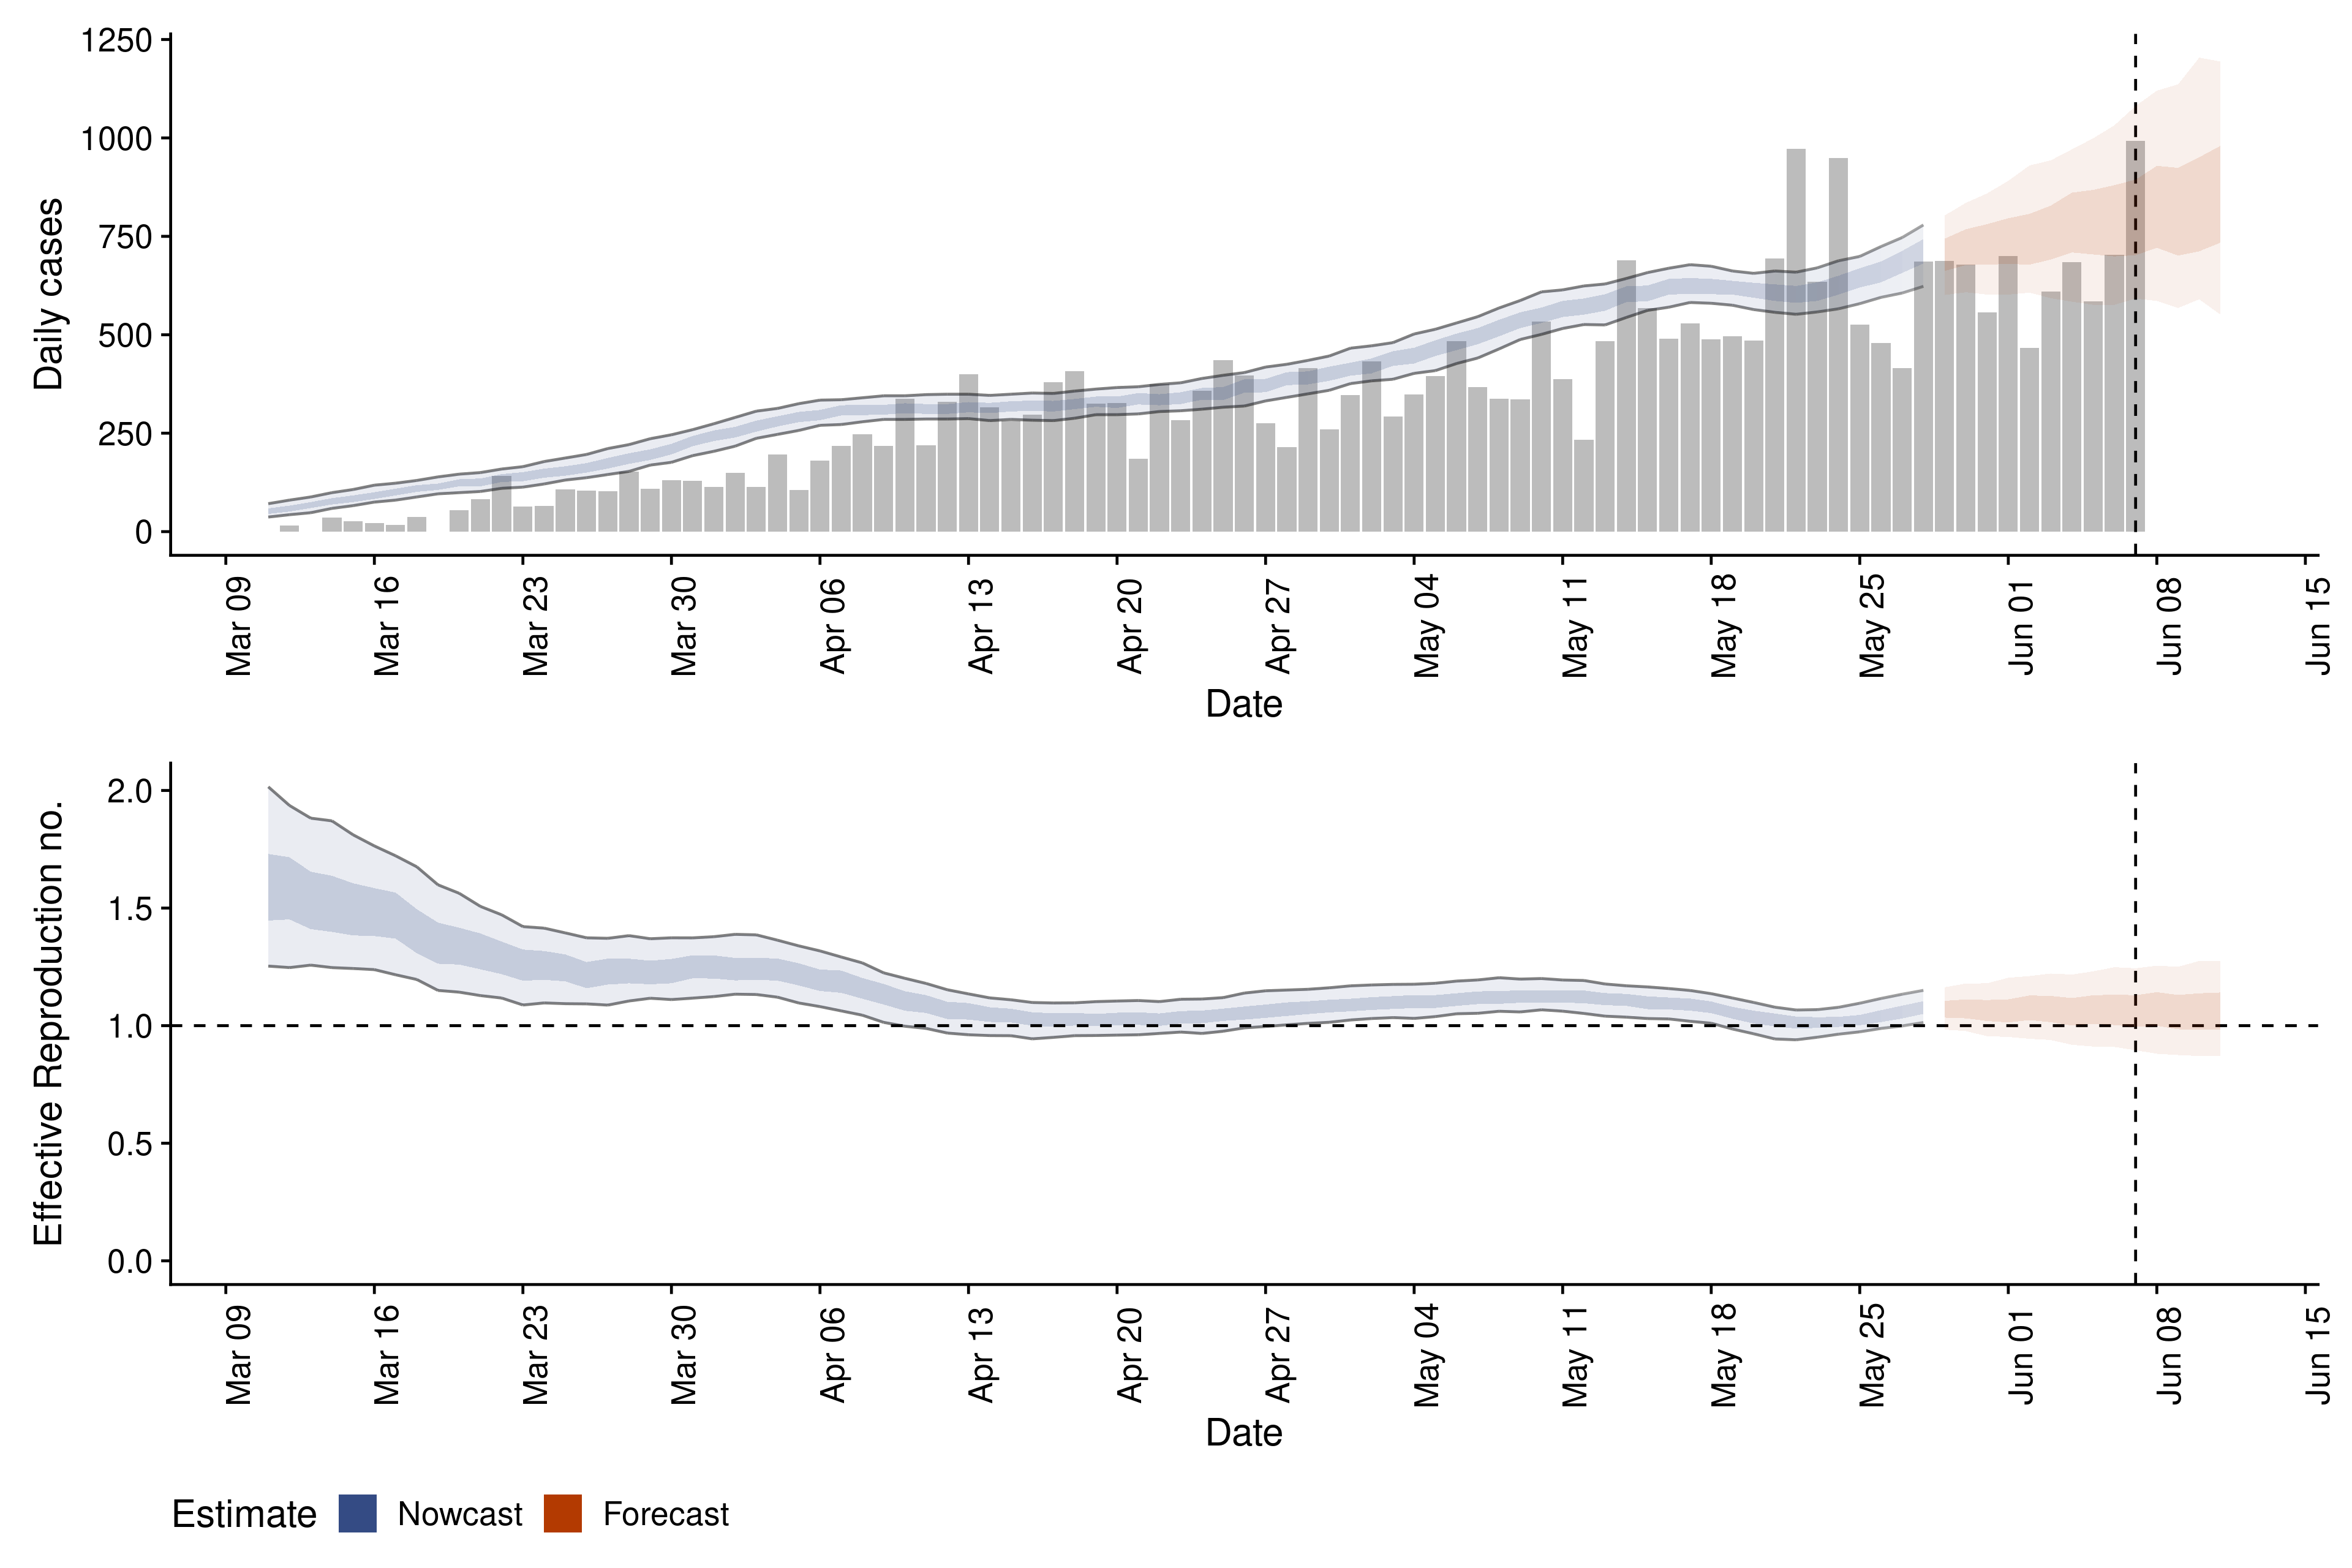 1250
1000
750
500
250
0
Daily cases
Mar 09
Mar 16
Mar 23
Mar 30
Apr 06
Apr 13
Apr 20
Apr 27
May 04
May 11
May 18
May 25
Jun 01
Jun 08
Jun 15
Date
2.0
1.5
1.0
0.5
0.0
Effective Reproduction no.
Mar 09
Mar 16
Mar 23
Mar 30
Apr 06
Apr 13
Apr 20
Apr 27
May 04
May 11
May 18
May 25
Jun 01
Jun 08
Jun 15
Date
Estimate Nowcast Forecast